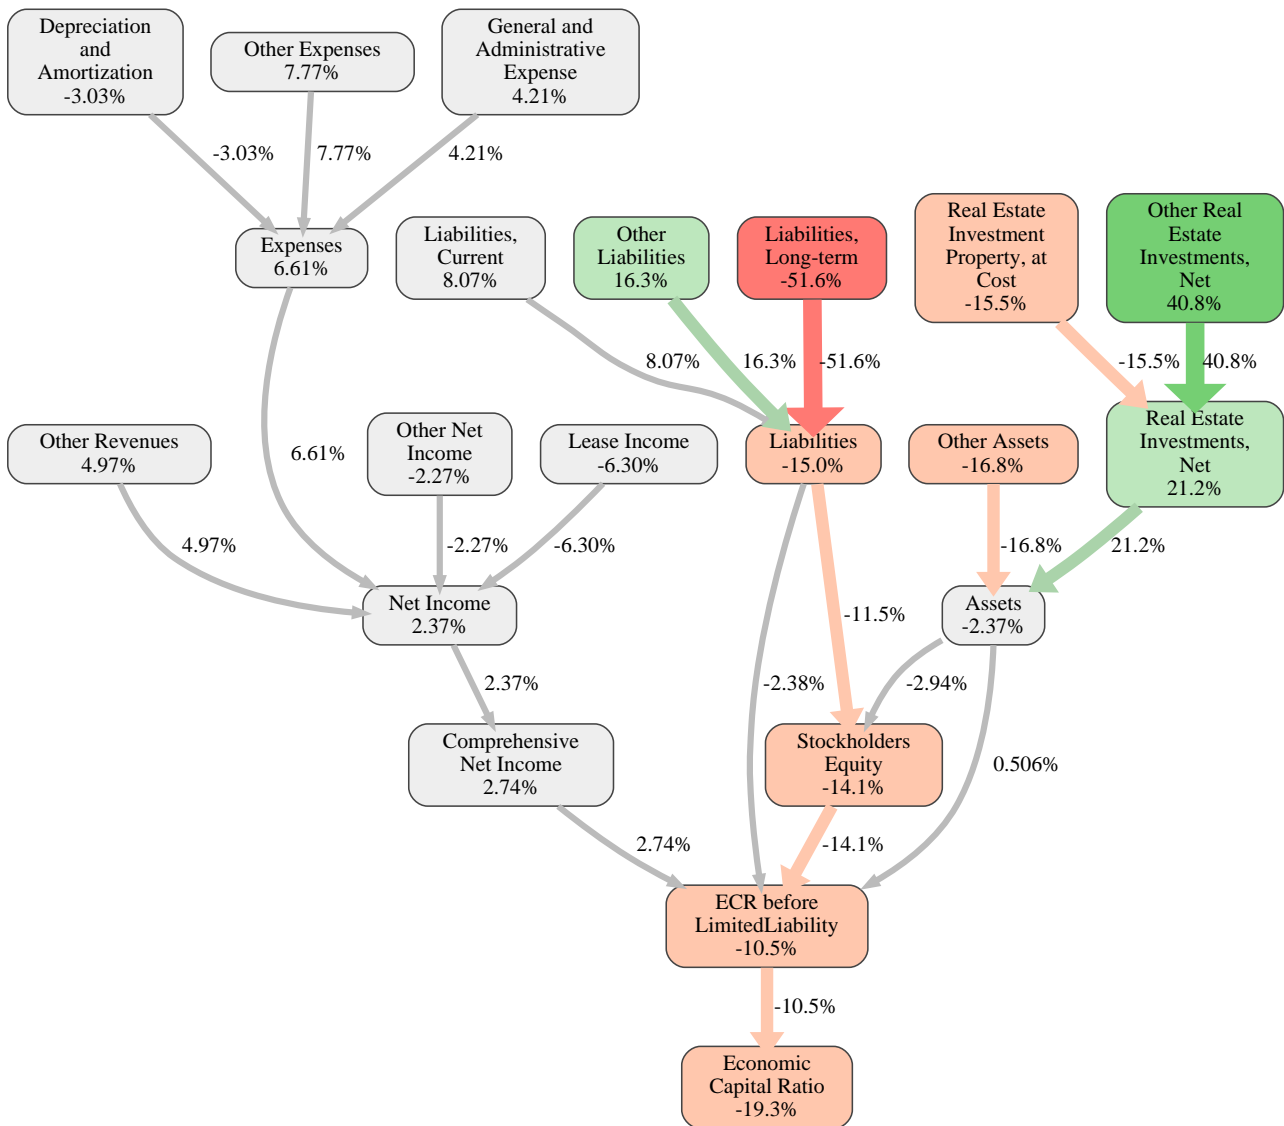 Depreciation
and
Amortization
-3.03%
Other Expenses
7.77%
General and
Administrative
Expense
4.21%
-3.03%
7.77%
4.21%
Expenses
6.61%
Liabilities,
Current
8.07%
Other
Liabilities
16.3%
Liabilities,
Long-term
-51.6%
Real Estate
Investment
Property, at
Cost
-15.5%
Other Real
Estate
Investments,
Net
40.8%
8.07%
16.3%
-51.6%
-15.5%
40.8%
Other Revenues
4.97%
6.61%
Other Net
Income
-2.27%
Lease Income
-6.30%
Liabilities
-15.0%
Other Assets
-16.8%
Real Estate
Investments,
Net
21.2%
4.97%
-2.27%
-6.30%
-16.8%
21.2%
Net Income
2.37%
-11.5%
Assets
-2.37%
2.37%
-2.38%
-2.94%
Comprehensive
Net Income
2.74%
Stockholders
Equity
-14.1%
0.506%
2.74%
-14.1%
ECR before
LimitedLiability
-10.5%
-10.5%
Economic
Capital Ratio
-19.3%